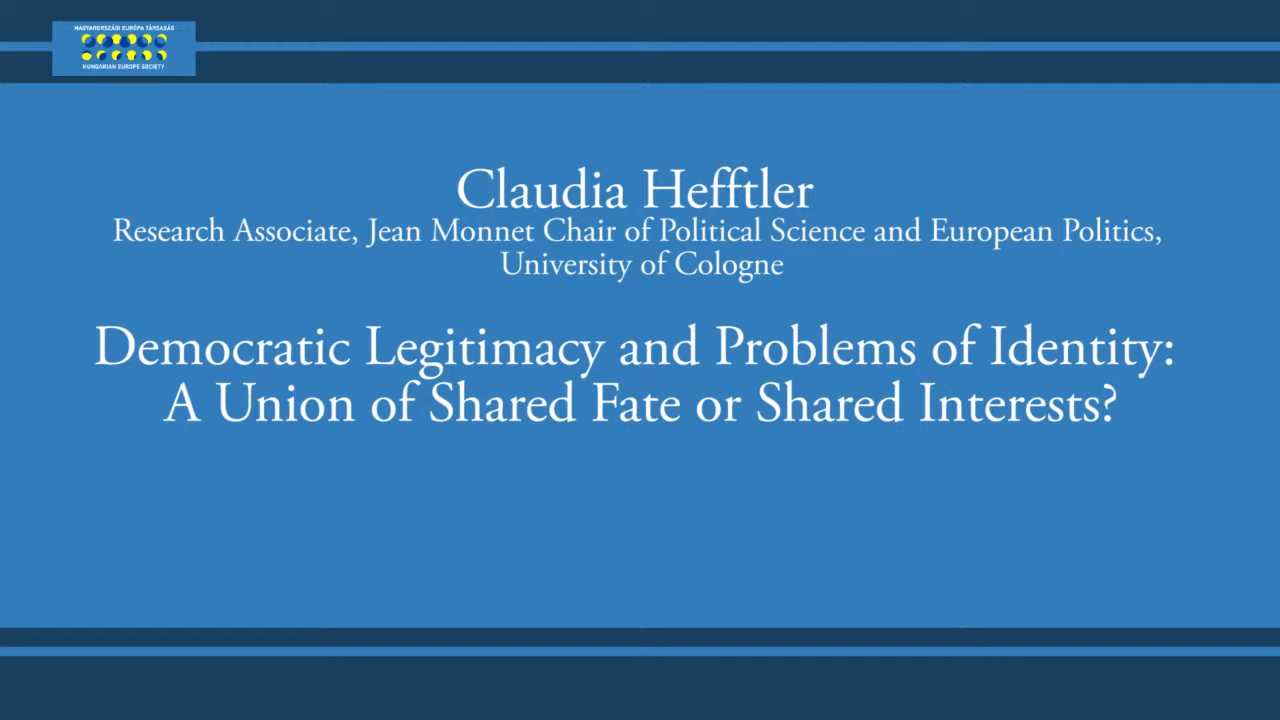 MAGYARORSZÁGI EURÓPA TÁRSASÁG
HUNGARIAN EUROPE SOCIETY
Claudia Hefftler
Research Associate, Jean Monnet Chair of Political Science and European Politics,
University of Cologne
Democratic Legitimacy and Problems of Identity:
A Union of Shared Fate or Shared Interests?